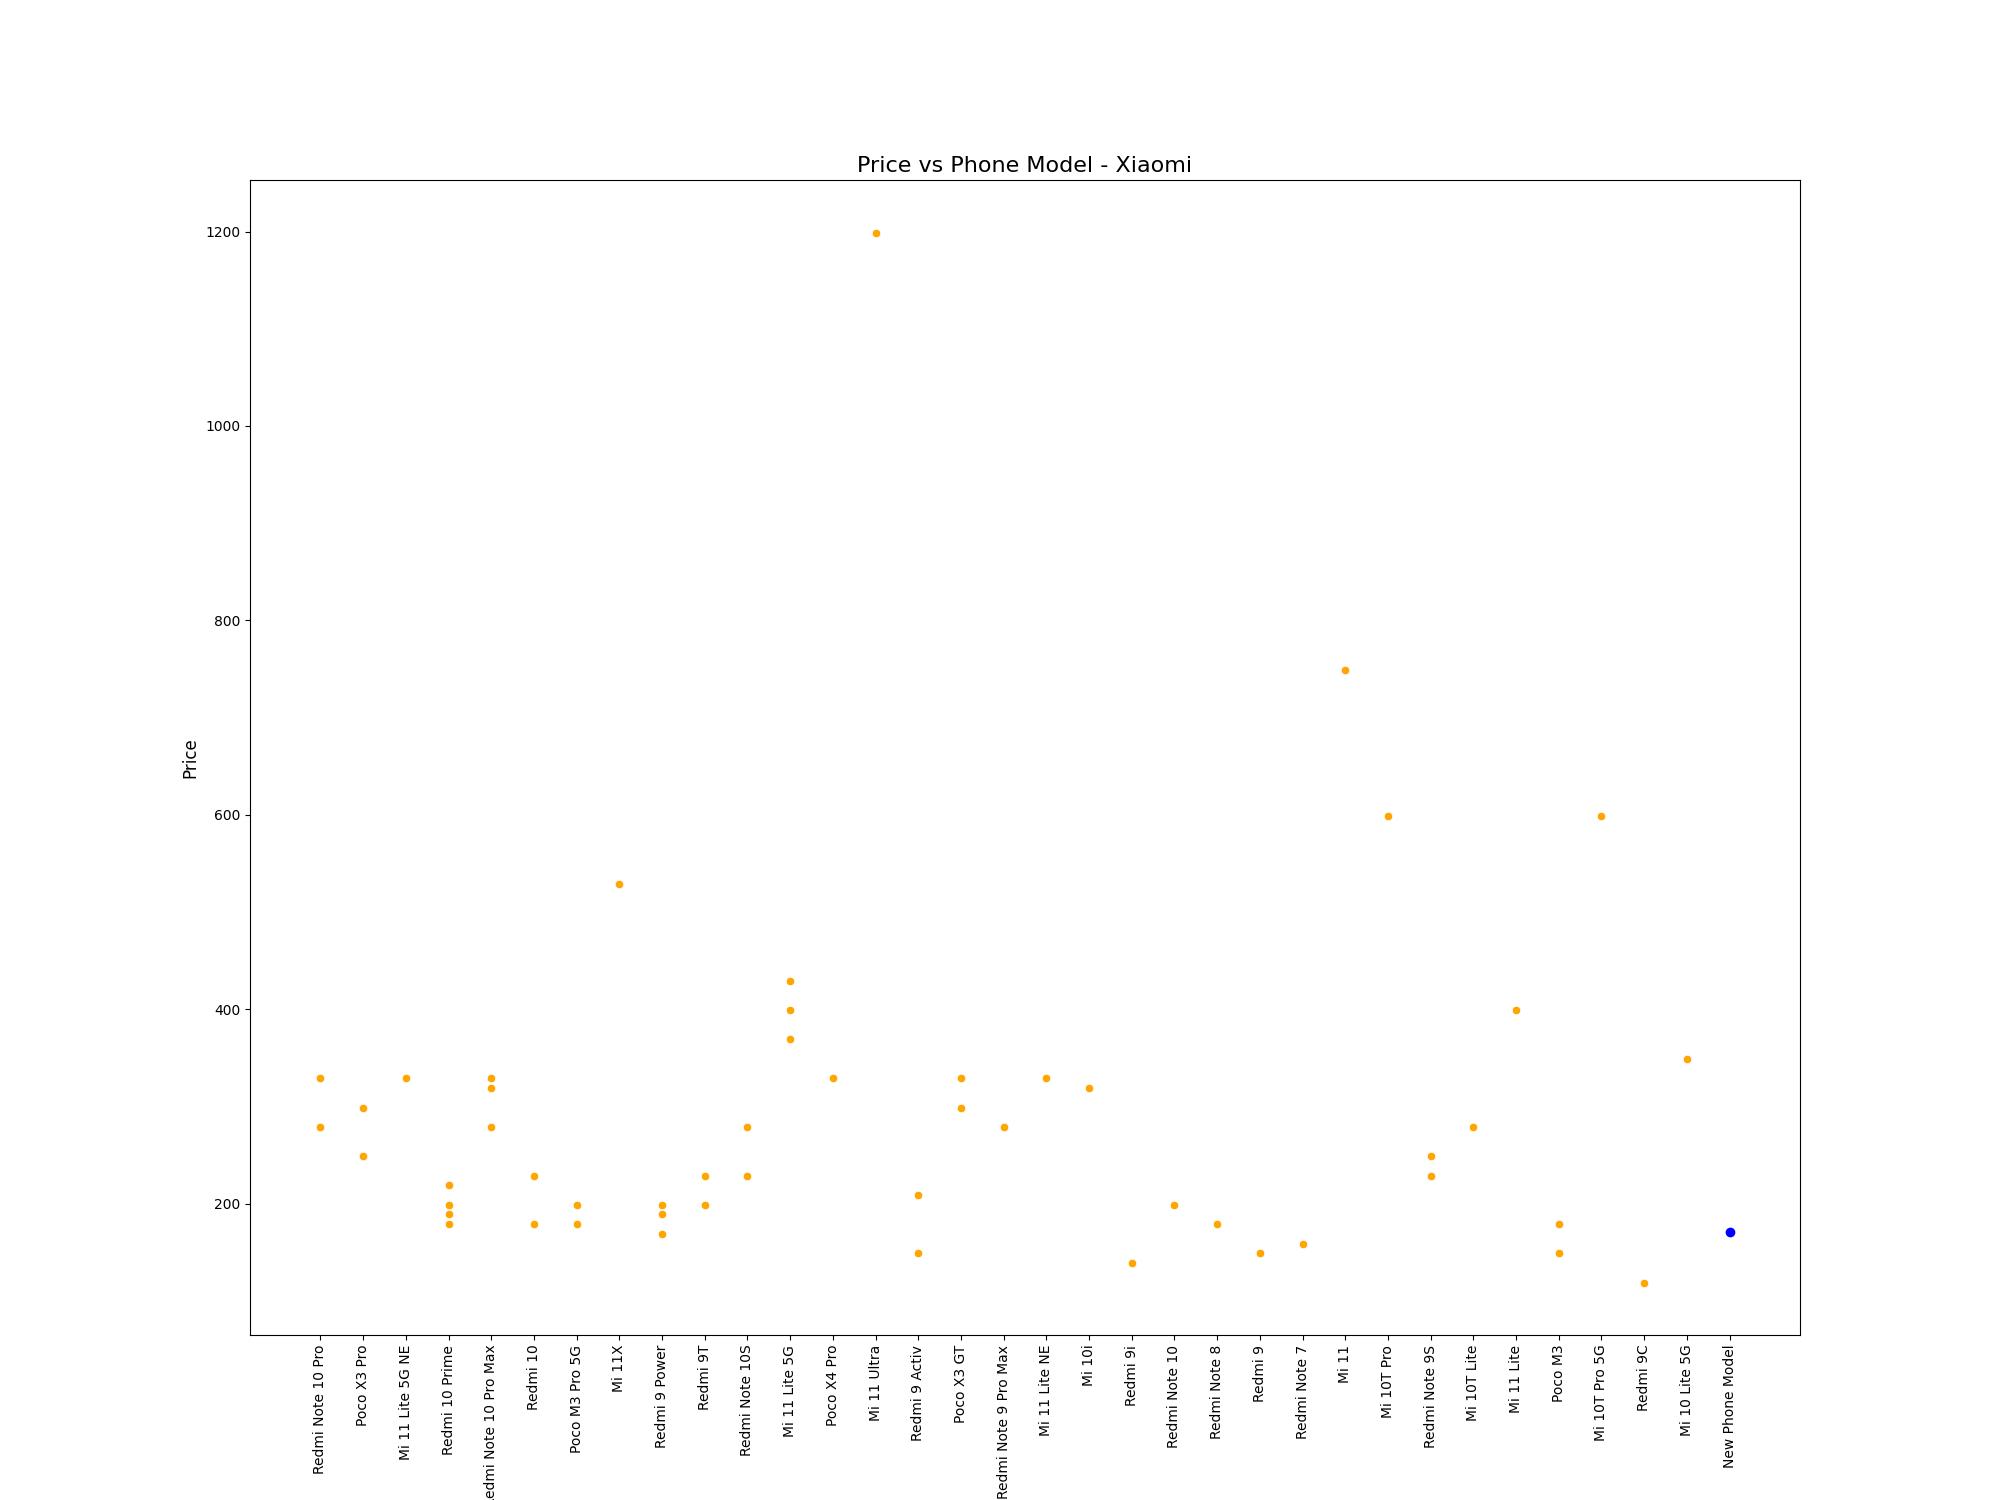 Price vs Phone Model - Xiaomi
1200
1000
800
600
400
200
Price
Redmi Note 10 Pro
Poco X3 Pro
Mi 11 Lite 5G NE
Redmi 10 Prime
edmi Note 10 Pro Max
Redmi 10
Poco M3 Pro 5G
Mi 11X
Redmi 9 Power
Redmi 9T
Redmi Note 10S
Mi 11 Lite 5G
Poco X4 Pro
Mi 11 Ultra
Redmi 9 Activ
Poco X3 GT
Redmi Note 9 Pro Max
Mi 11 Lite NE
Mi 10i
Redmi 9i
Redmi Note 10
Redmi Note 8
Redmi 9
Redmi Note 7
Mi 11
Mi 10T Pro
Redmi Note 9S
Mi 10T Lite
Mi 11 Lite
Poco M3
Mi 10T Pro 5G
Redmi 9C
Mi 10 Lite 5G
New Phone Model